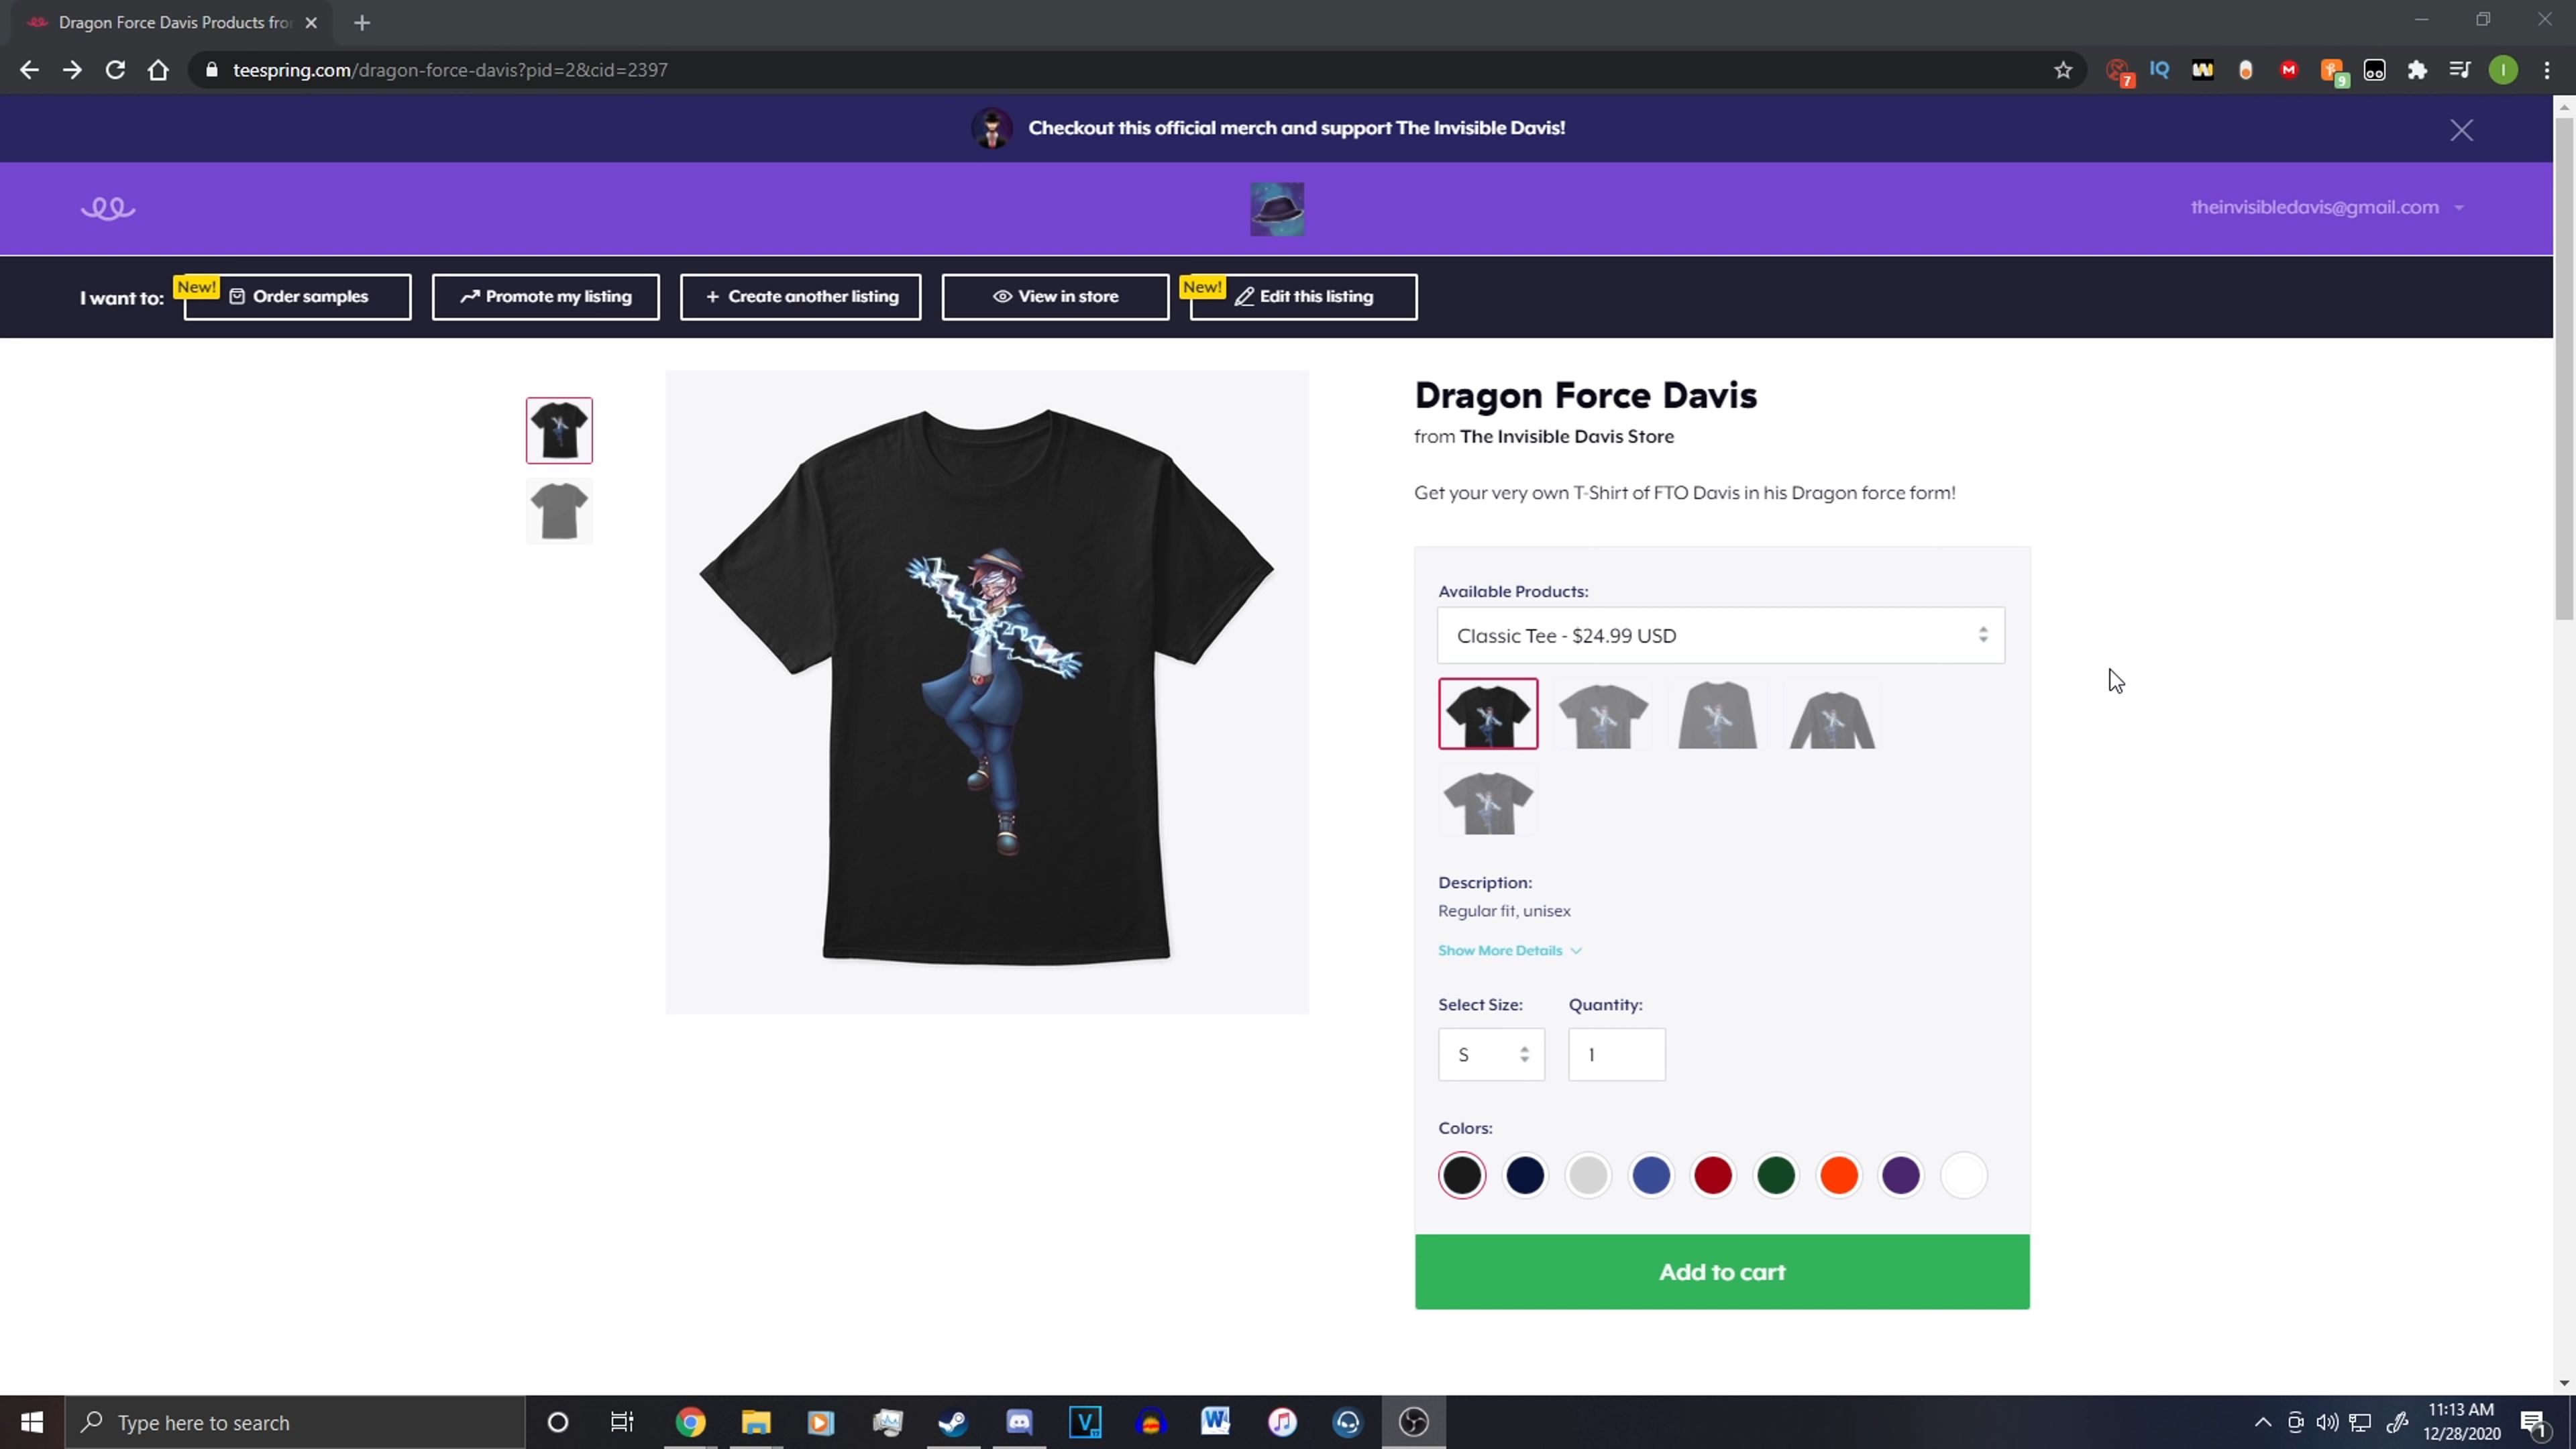 Dragon Force Davis Products fro
teespring.com/dragon-force-davis?pid=2&cid=2397
7
IQ
M
9
I
Checkout this official merch and support The Invisible Davis!
theinvisibledavis@gmail.com
I want to:
New!
Order samples
Promote my listing
+ Create another listing
View in store
New!
Edit this listing
Dragon Force Davis
from The Invisible Davis Store
Get your very own T-Shirt of FTO Davis in his Dragon force form!
Available Products:
Classic Tee - $24.99 USD
Description:
Regular fit, unisex
Show More Details
Select Size: Quantity:
S 1
Colors:
Add to cart
Type here to search
V
W
11:13 AM
12/28/2020
1